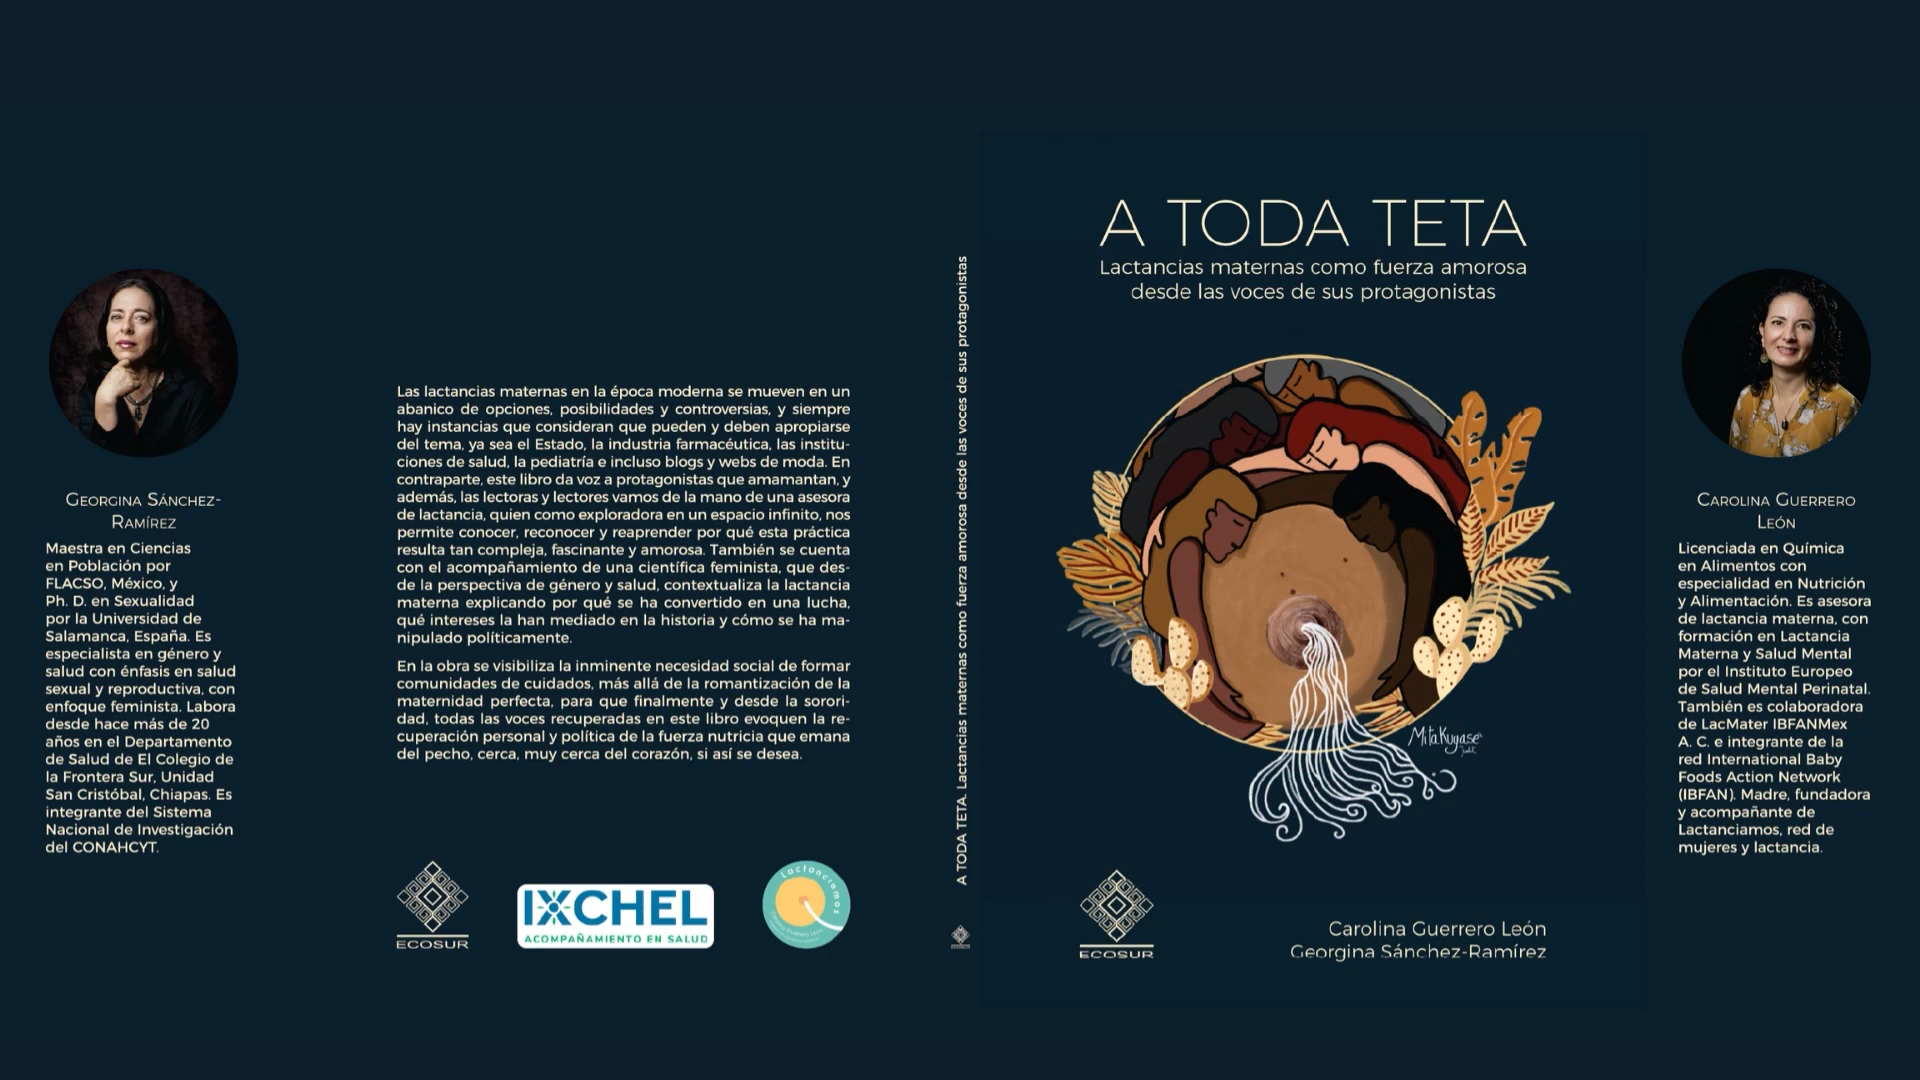 GEORGINA SÁNCHEZ-
RAMÍREZ
Maestra en Ciencias
en Población por
FLACSO, México, y
Ph. D. en Sexualidad
por la Universidad de
Salamanca, España. Es
especialista en género y
salud con énfasis en salud
sexual y reproductiva, con
enfoque feminista. Labora
desde hace más de 20
años en el Departamento
de Salud de El Colegio de
la Frontera Sur, Unidad
San Cristóbal, Chiapas. Es
integrante del Sistema
Nacional de Investigación
del CONAHCYT.
Las lactancias maternas en la época moderna se mueven en un
abanico de opciones, posibilidades y controversias, y siempre
hay instancias que consideran que pueden y deben apropiarse
del tema, ya sea el Estado, la industria farmacéutica, las institu-
ciones de salud, la pediatría e incluso blogs y webs de moda. En
contraparte, este libro da voz a protagonistas que amamantan, y
además, las lectoras y lectores vamos de la mano de una asesora
de lactancia, quien como exploradora en un espacio infinito, nos
permite conocer, reconocer y reaprender por qué esta práctica
resulta tan compleja, fascinante y amorosa. También se cuenta
con el acompañamiento de una científica feminista, que des-
de la perspectiva de género y salud, contextualiza la lactancia
materna explicando por qué se ha convertido en una lucha,
qué intereses la han mediado en la historia y cómo se ha ma-
nipulado políticamente.
En la obra se visibiliza la inminente necesidad social de formar
comunidades de cuidados, más allá de la romantización de la
maternidad perfecta, para que finalmente y desde la sorori-
dad, todas las voces recuperadas en este libro evoquen la re-
cuperación personal y política de la fuerza nutricia que emana
del pecho, cerca, muy cerca del corazón, si así se desea.
ECOSUR
IXCHEL
ACOMPAÑAMIENTO EN SALUD
Lactanciamos
A TODA TETA. Lactancias maternas como fuerza amorosa desde las voces de sus protagonistas
A TODA TETA
Lactancias maternas como fuerza amorosa
desde las voces de sus protagonistas
Mita.Kuyase
ECOSUR
Carolina Guerrero León
Georgina Sánchez-Ramírez
CAROLINA GUERRERO
LEÓN
Licenciada en Química
en Alimentos con
especialidad en Nutrición
y Alimentación. Es asesora
de lactancia materna, con
formación en Lactancia
Materna y Salud Mental
por el Instituto Europeo
de Salud Mental Perinatal.
También es colaboradora
de LacMater IBFANMex
A. C. e integrante de la
red International Baby
Foods Action Network
(IBFAN). Madre, fundadora
y acompañante de
Lactanciamos, red de
mujeres y lactancia.